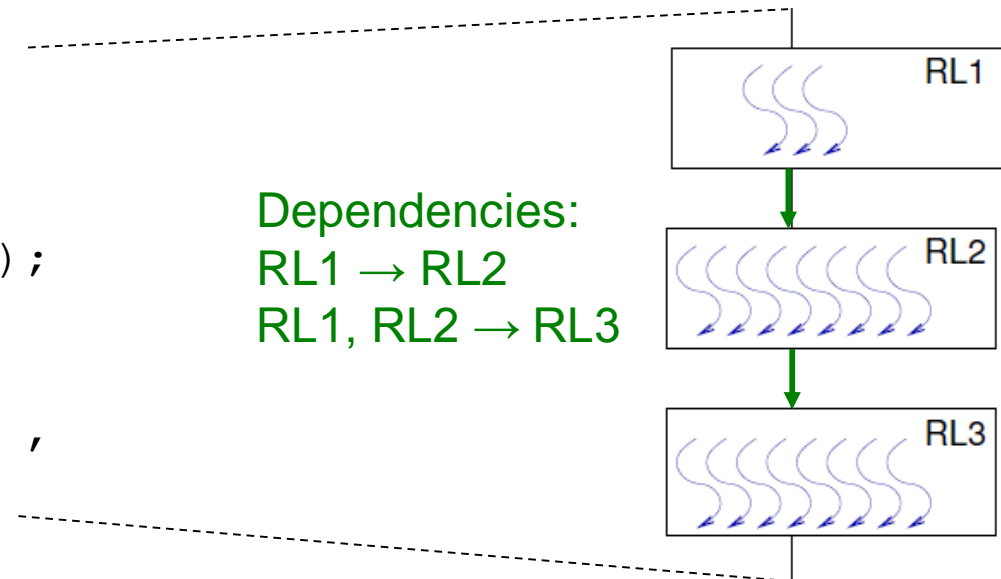 RL1
Dependencies:
) ;
RL1 → RL2
RL2
RL1, RL2 → RL3
,
RL3